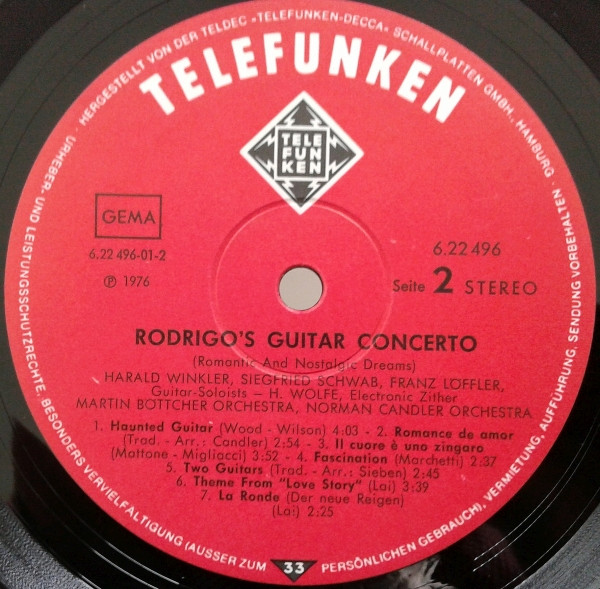 URHEBER- UND LEISTUNGSSCHUTZRECHTE, BESONDERS VERVIELFÄLTIGUNG (AUSSER ZUM PERSÖNLICHEN GEBRAUCH), VERMIETUNG, AUFFÜHRUNG, SENDUNG VORBEHALTEN
· HERGESTELLT VON DER TELDEC »TELEFUNKEN-DECCA« SCHALLPLATTEN GMBH., HAMBURG ·
TELEFUNKEN
TELE
FUN
KEN
GEMA
6.22 496-01-2
℗ 1976
6.22 496
Seite 2 STEREO
RODRIGO'S GUITAR CONCERTO
(Romantic And Nostalgic Dreams)
HARALD WINKLER, SIEGFRIED SCHWAB, FRANZ LÖFFLER,
Guitar-Soloists – H. WOLFE, Electronic Zither
MARTIN BÖTTCHER ORCHESTRA, NORMAN CANDLER ORCHESTRA
1. Haunted Guitar (Wood - Wilson) 4:03 - 2. Romance de amor
(Trad. - Arr.: Candler) 2:54 - 3. Il cuore è uno zingaro
(Mattone - Migliacci) 3:52 - 4. Fascination (Marchetti) 2:37
5. Two Guitars (Trad. - Arr.: Sieben) 2:45
6. Theme From "Love Story" (Lai) 3:39
7. La Ronde (Der neue Reigen)
(Lai) 2:25
33